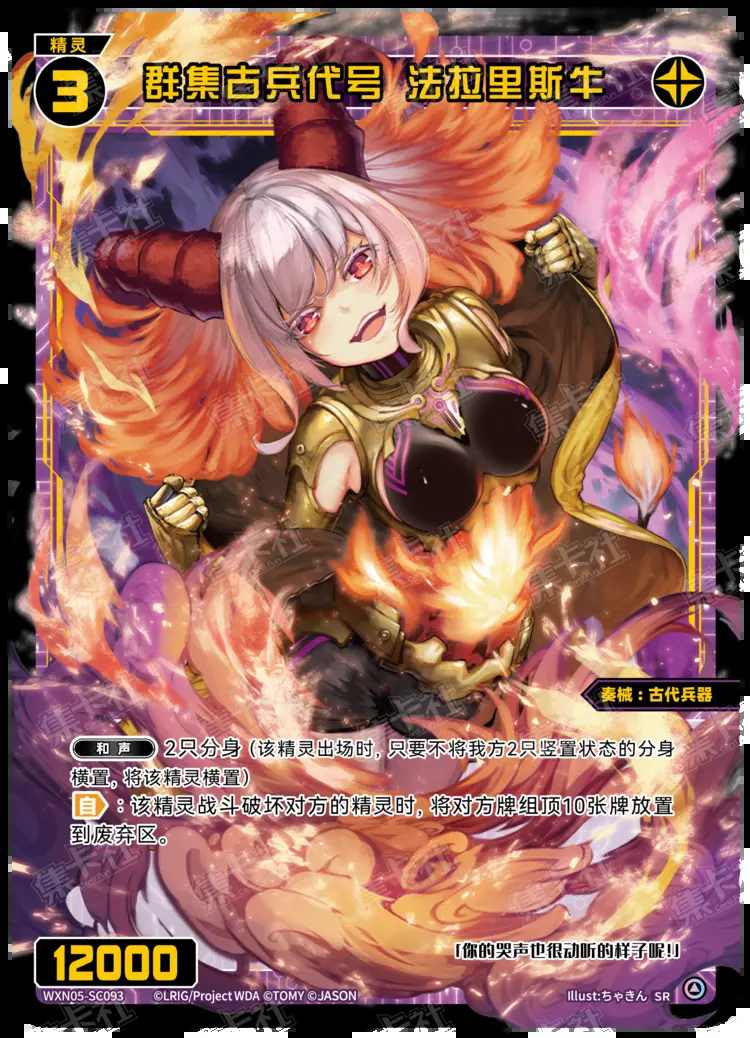 精灵
3
群集古兵代号 法拉里斯牛
奏械：古代兵器
和声 2只分身（该精灵出场时, 只要不将我方2只竖置状态的分身
横置, 将该精灵横置）
自：该精灵战斗破坏对方的精灵时, 将对方牌组顶10张牌放置
到废弃区。
12000
「你的哭声也很动听的样子呢!」
WXN05-SC093 ©LRIG/Project WDA ©TOMY ©JASON
Illust:ちゃきん SR
集卡社